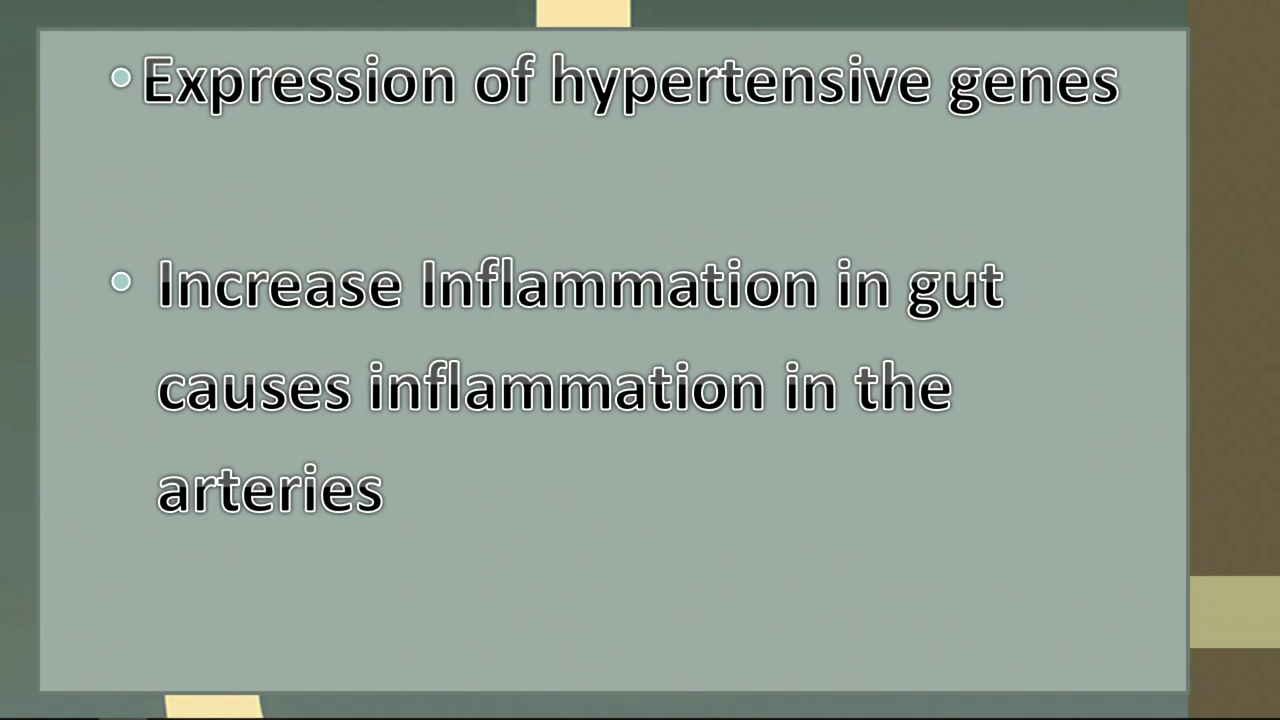 • Expression of hypertensive genes
• Increase Inflammation in gut
causes inflammation in the
arteries